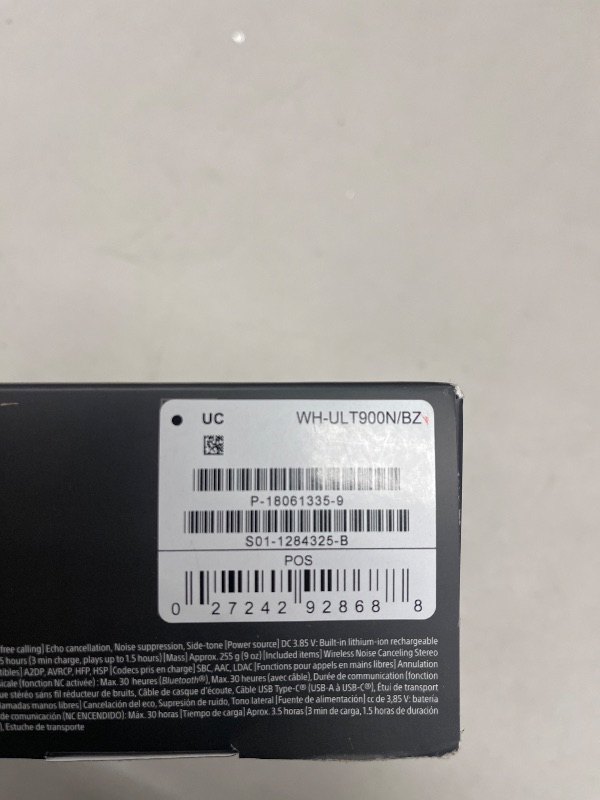 UC WH-ULT900N/BZ
P-18061335-9
S01-1284325-B
POS
0 27242 92868 8
free calling] Echo cancellation, Noise suppression, Side-tone [Power source] DC 3.85 V: Built-in lithium-ion rechargeable
5 hours (3 min charge, plays up to 1.5 hours) [Mass] Approx. 255 g (9 oz) [Included items] Wireless Noise Canceling Stereo
tibles] A2DP, AVRCP, HFP, HSP [Codecs pris en charge] SBC, AAC, LDAC [Fonctions pour appels en mains libres] Annulation
icale (fonction NC activée) : Max. 30 heures (Bluetooth®), Max. 30 heures (avec câble), Durée de communication (fonction
ue stéréo sans fil réducteur de bruits, Câble de casque d'écoute, Câble USB Type-C® (USB-A à USB-C®), Étui de transport
llamadas manos libres] Cancelación del eco, Supresión de ruido, Tono lateral [Fuente de alimentación] cc de 3,85 V: batería
de comunicación (NC ENCENDIDO): Máx. 30 horas [Tiempo de carga] Aprox. 3.5 horas (3 min de carga, 1.5 horas de duración
), Estuche de transporte